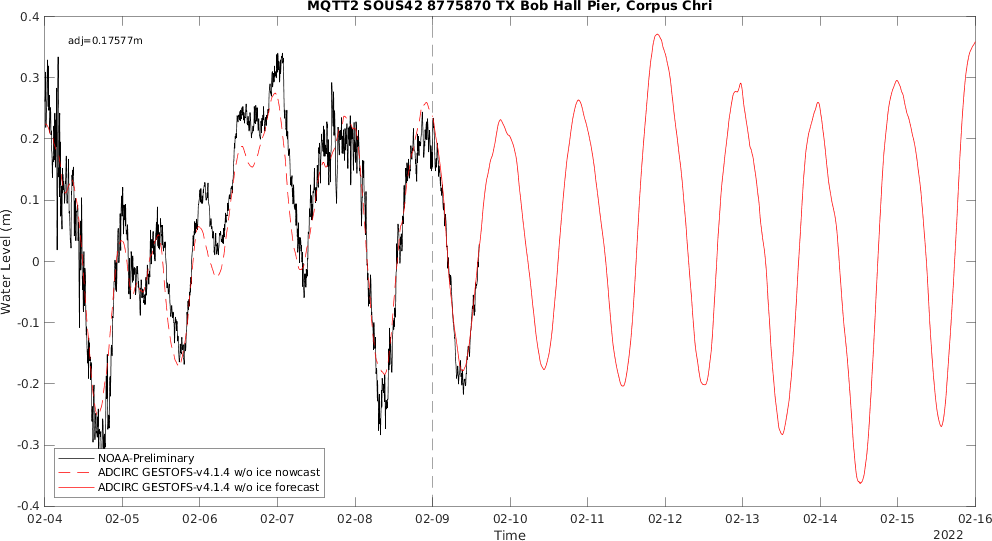 MQTT2 SOUS42 8775870 TX Bob Hall Pier, Corpus Chri
adj=0.17577m
0.4
0.3
0.2
0.1
0
-0.1
-0.2
-0.3
-0.4
Water Level (m)
NOAA-Preliminary
ADCIRC GESTOFS-v4.1.4 w/o ice nowcast
ADCIRC GESTOFS-v4.1.4 w/o ice forecast
02-04 02-05 02-06 02-07 02-08 02-09 02-10 02-11 02-12 02-13 02-14 02-15 02-16
Time
2022